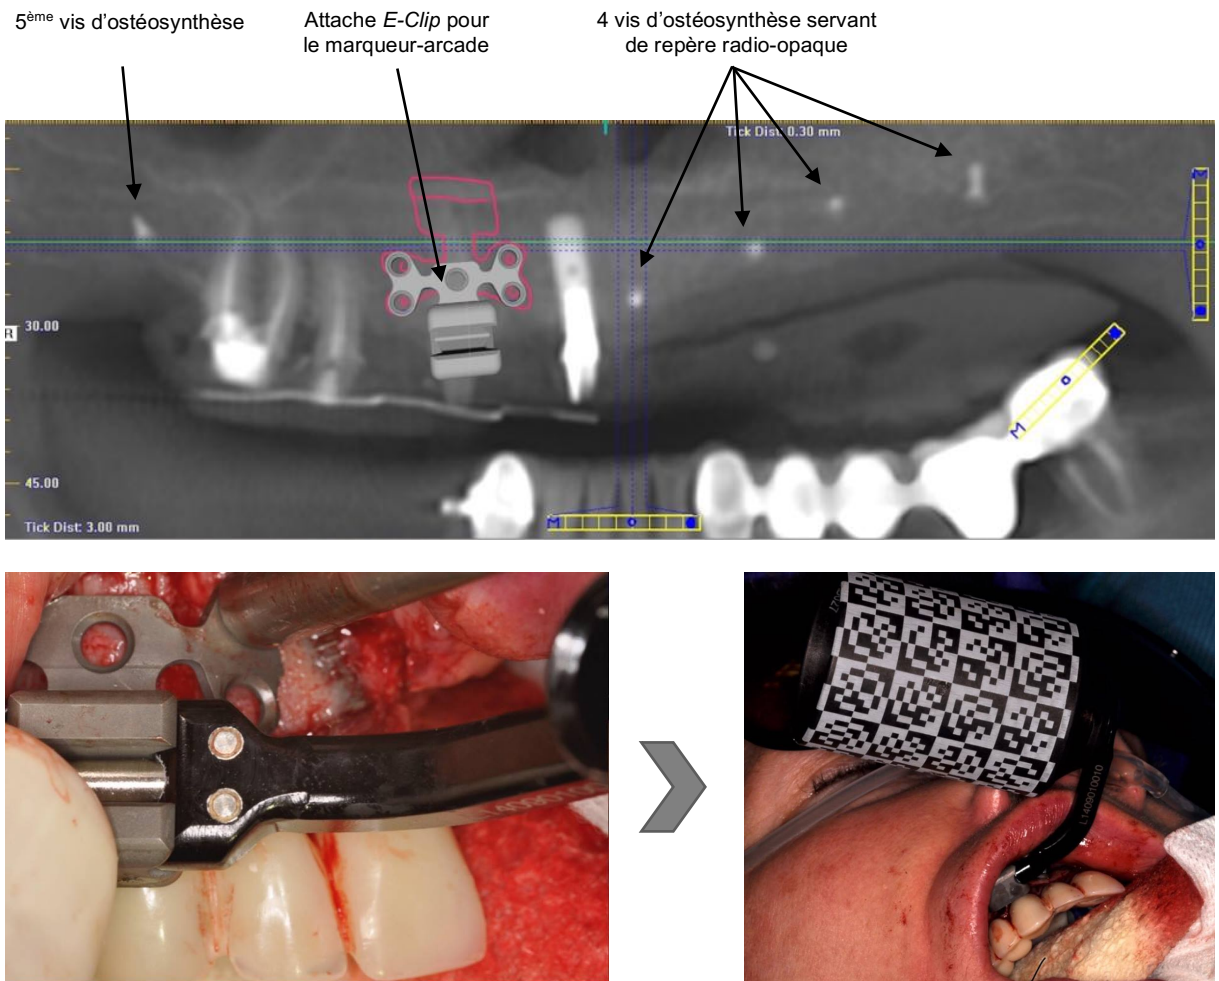 5ème vis d'ostéosynthèse
Attache E-Clip pour
le marqueur-arcade
4 vis d'ostéosynthèse servant
de repère radio-opaque
Tick Dist: 0.30 mm
M
R
30.00
M
45.00
M
Tick Dist: 3.00 mm
L1409010010